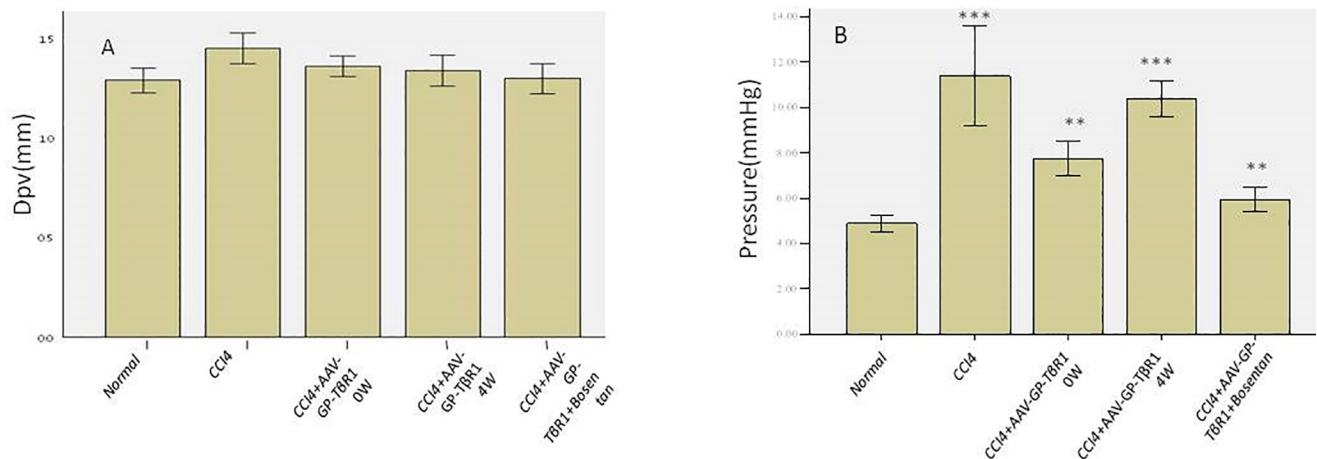 A
Dpv(mm)
15
10
05
00
Normal
CCl4
CCl4+AAV-
GP-TβR1
0W
CCl4+AAV-
GP-TβR1
4W
CCl4+AAV-
GP-
TβR1+Bosen
tan
B
Pressure(mmHg)
14.00
12.00
10.00
8.00
6.00
4.00
2.00
0.00
***
**
***
**
Normal
CCl4
CCl4+AAV-GP-TβR1
0W
CCl4+AAV-GP-TβR1
4W
CCl4+AAV-GP-
TβR1+Bosentan